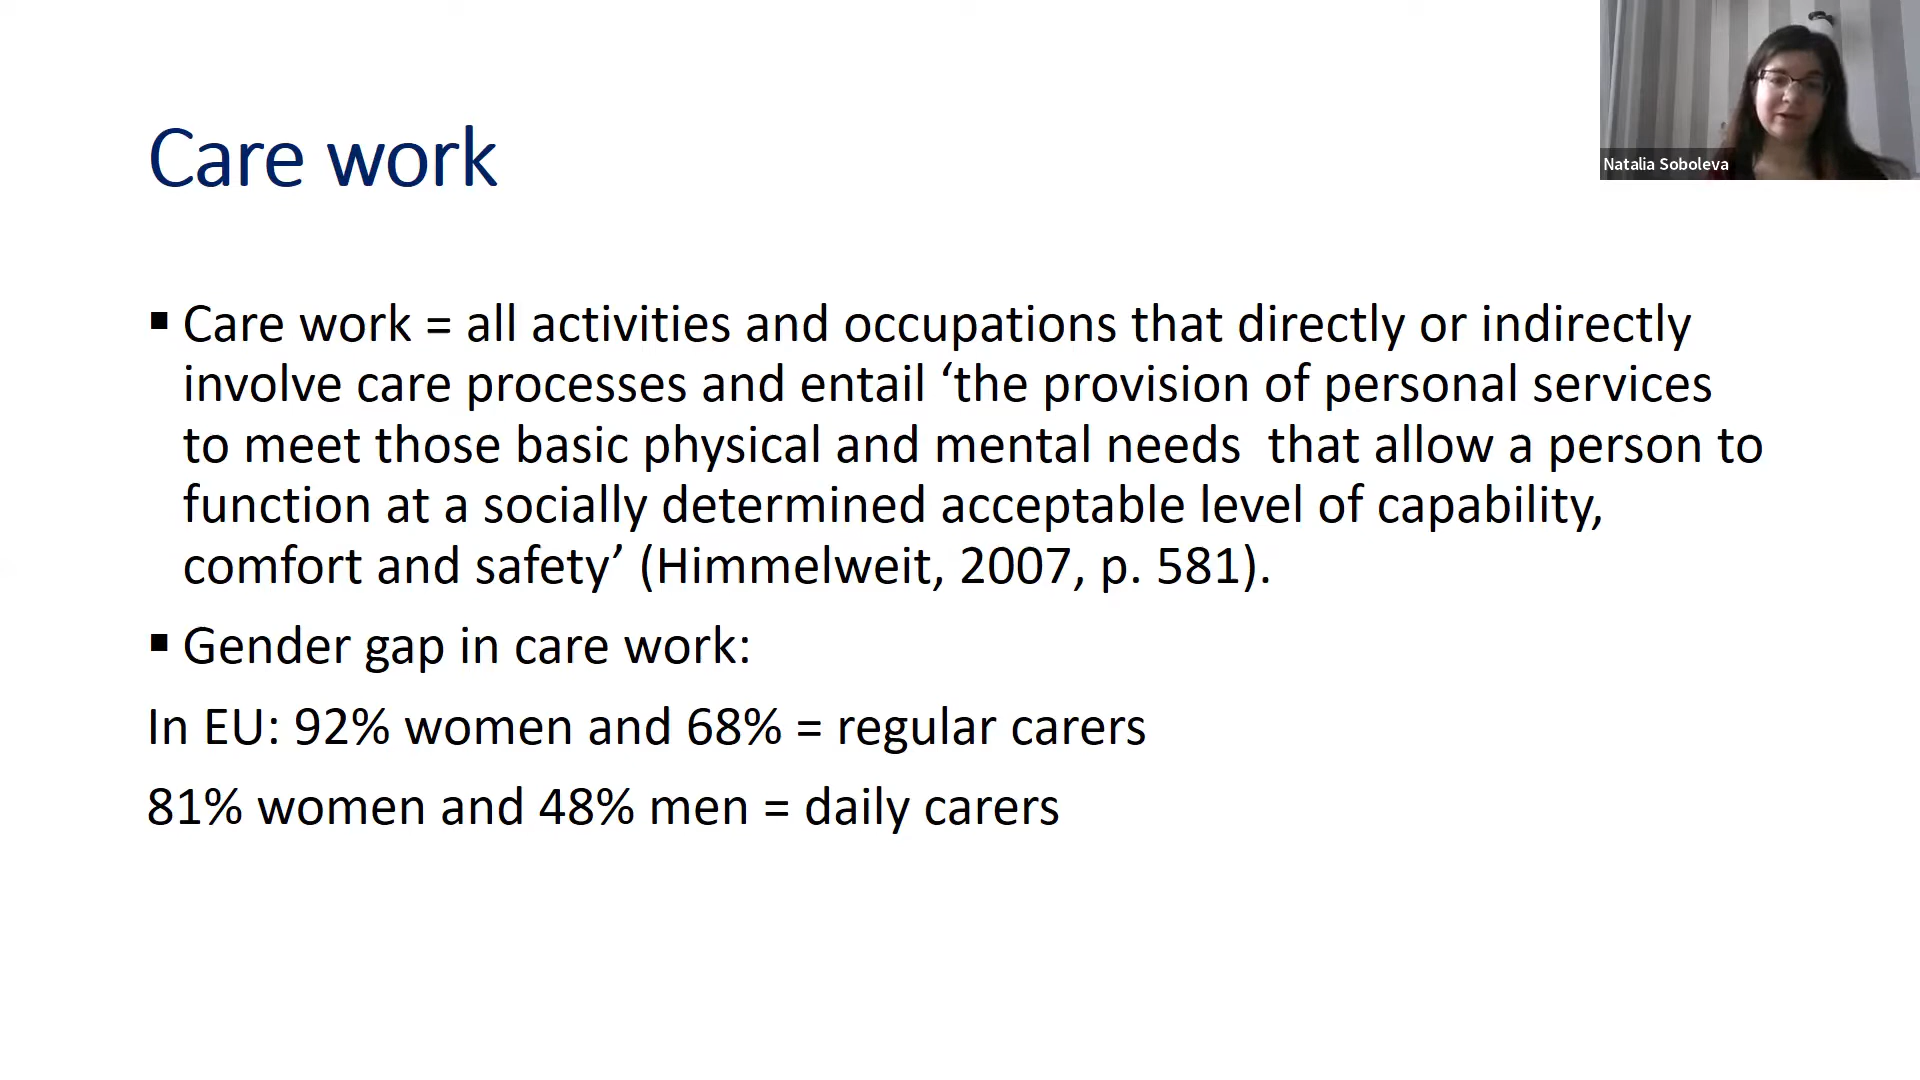 Natalia Soboleva
Care work
▪ Care work = all activities and occupations that directly or indirectly
involve care processes and entail ‘the provision of personal services
to meet those basic physical and mental needs  that allow a person to
function at a socially determined acceptable level of capability,
comfort and safety’ (Himmelweit, 2007, p. 581).
▪ Gender gap in care work:
In EU: 92% women and 68% = regular carers
81% women and 48% men = daily carers